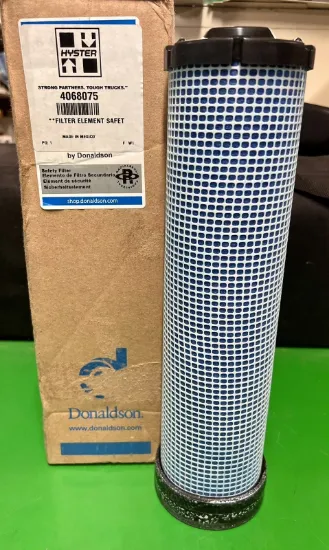 HYSTER
STRONG PARTNERS. TOUGH TRUCKS.™
4068075
**FILTER ELEMENT SAFET
MADE IN MEXICO
by Donaldson
Safety Filter
Elemento de Filtro Secundario
Élément de sécurité
Sicherheitselement
shop.donaldson.com
Donaldson.
www.donaldson.com